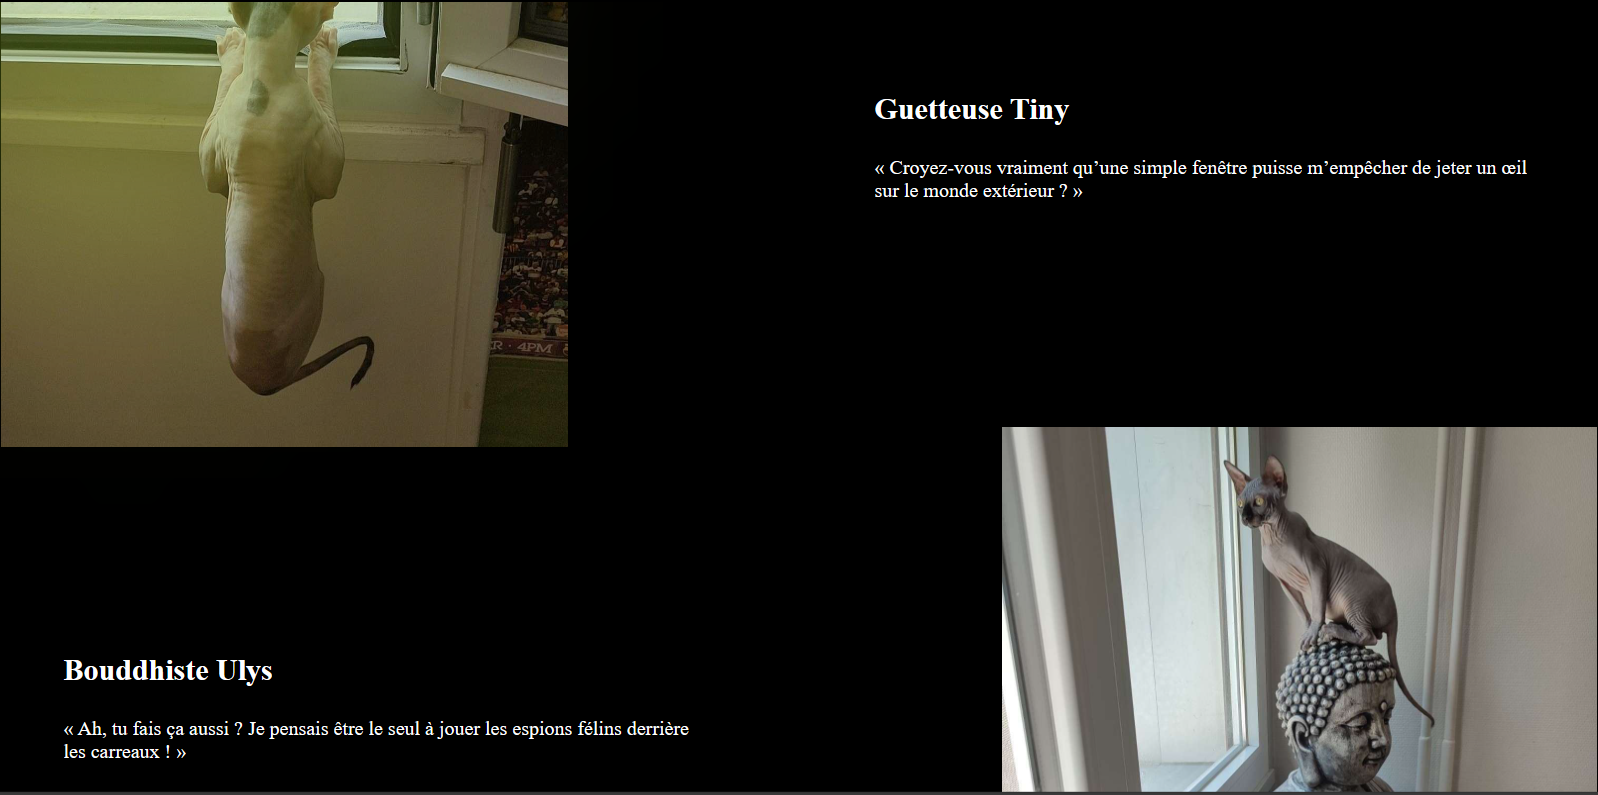 Guetteuse Tiny
« Croyez-vous vraiment qu’une simple fenêtre puisse m’empêcher de jeter un œil
sur le monde extérieur ? »
R · 4PM
Bouddhiste Ulys
« Ah, tu fais ça aussi ? Je pensais être le seul à jouer les espions félins derrière
les carreaux ! »